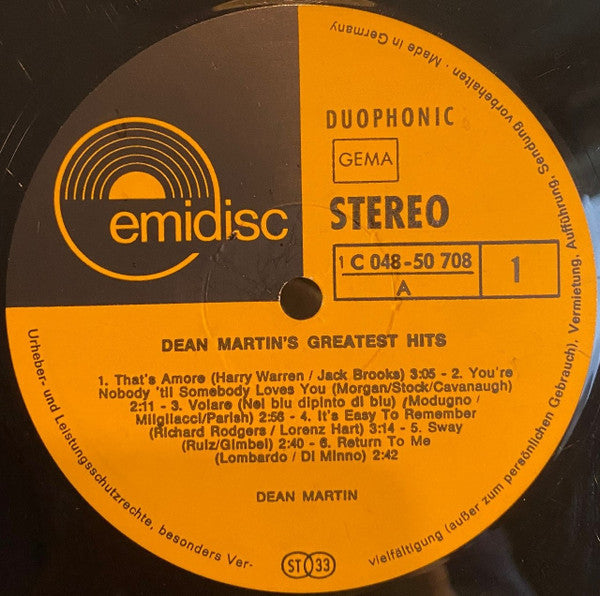 emidisc
DUOPHONIC
GEMA
STEREO
1 C 048-50 708
A
1
DEAN MARTIN'S GREATEST HITS
1. That's Amore (Harry Warren / Jack Brooks) 3:05 - 2. You're
Nobody 'til Somebody Loves You (Morgan/Stock/Cavanaugh)
2:11 - 3. Volare (Nel blu dipinto di blu) (Modugno /
Milgliacci/Parish) 2:56 - 4. It's Easy To Remember
(Richard Rodgers / Lorenz Hart) 3:14 - 5. Sway
(Ruiz/Gimbel) 2:40 - 6. Return To Me
(Lombardo / Di Minno) 2:42
DEAN MARTIN
ST 33
Urheber- und Leistungsschutzrechte, besonders Ver-
vielfältigung (außer zum persönlichen Gebrauch), Vermietung, Aufführung, Sendung vorbehalten · Made in Germany